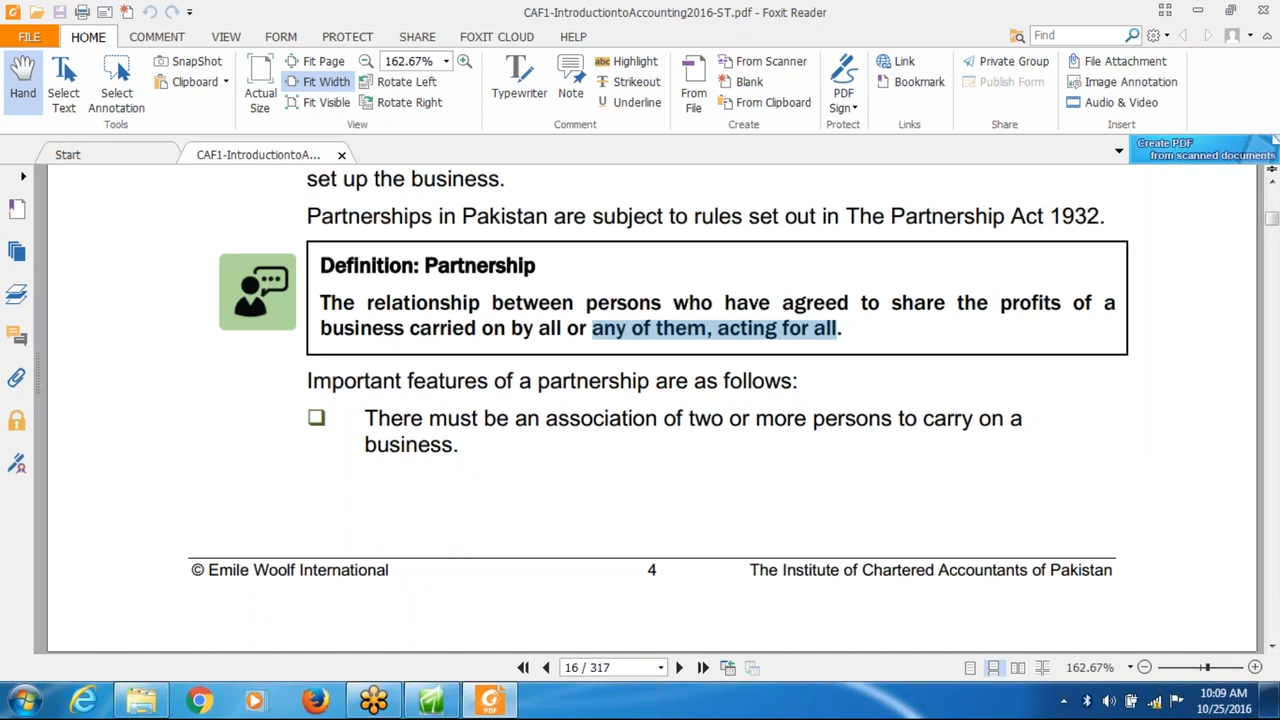 CAF1-IntroductiontoAccounting2016-ST.pdf - Foxit Reader
FILE HOME COMMENT VIEW FORM PROTECT SHARE FOXIT CLOUD HELP Find
Hand
Select
Text
Select
Annotation
SnapShot
Clipboard
Tools
Actual
Size
Fit Page
Fit Width
Fit Visible
162.67%
Rotate Left
Rotate Right
View
Typewriter
Note
Highlight
Strikeout
Underline
Comment
From
File
From Scanner
Blank
From Clipboard
Create
PDF
Sign
Protect
Link
Bookmark
Links
Private Group
Publish Form
Share
File Attachment
Image Annotation
Audio & Video
Insert
Start
CAF1-IntroductiontoA...
Create PDF
from scanned documents
set up the business.
Partnerships in Pakistan are subject to rules set out in The Partnership Act 1932.
Definition: Partnership
The relationship between persons who have agreed to share the profits of a
business carried on by all or any of them, acting for all.
Important features of a partnership are as follows:
There must be an association of two or more persons to carry on a
business.
© Emile Woolf International 4 The Institute of Chartered Accountants of Pakistan
16 / 317
162.67%
PDF
10:09 AM
10/25/2016